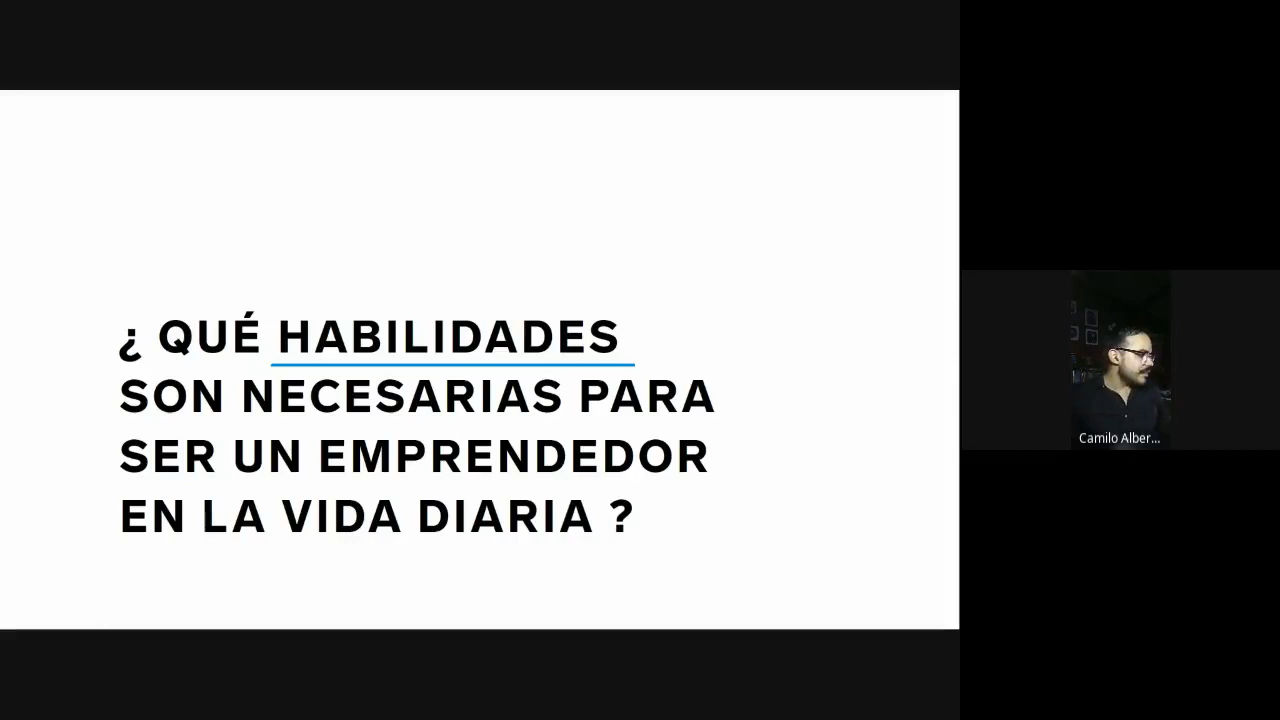 ¿ QUÉ HABILIDADES
SON NECESARIAS PARA
SER UN EMPRENDEDOR
EN LA VIDA DIARIA ?
Camilo Alber...